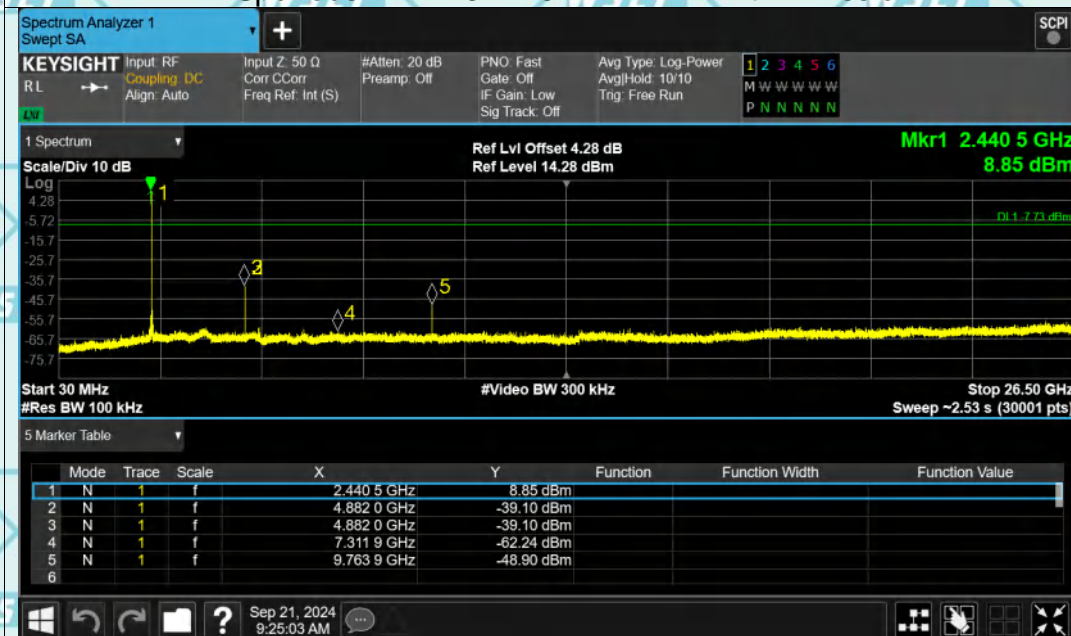 Spectrum Analyzer 1
Swept SA
+
SCPI
KEYSIGHT Input: RF Input Z: 50 Ω #Atten: 20 dB PNO: Fast Avg Type: Log-Power 1 2 3 4 5 6
RL Coupling: DC Corr CCorr Preamp: Off Gate: Off Avg|Hold: 10/10 M W W W W W W
Align: Auto Freq Ref: Int (S) IF Gain: Low Trig: Free Run P N N N N N
LXI Sig Track: Off
1 Spectrum Ref Lvl Offset 4.28 dB Mkr1 2.440 5 GHz
Scale/Div 10 dB Ref Level 14.28 dBm 8.85 dBm
Log
1
4.28
DL1 -7.73 dBm
-5.72
-15.7
-25.7
-35.7
5
-45.7
4
-55.7
-65.7
-75.7
Start 30 MHz #Video BW 300 kHz Stop 26.50 GHz
#Res BW 100 kHz Sweep ~2.53 s (30001 pts)
5 Marker Table
Mode Trace Scale X Y Function Function Width Function Value
1 N 1 f 2.440 5 GHz 8.85 dBm
2 N 1 f 4.882 0 GHz -39.10 dBm
3 N 1 f 4.882 0 GHz -39.10 dBm
4 N 1 f 7.311 9 GHz -62.24 dBm
5 N 1 f 9.763 9 GHz -48.90 dBm
6
? Sep 21, 2024
9:25:03 AM